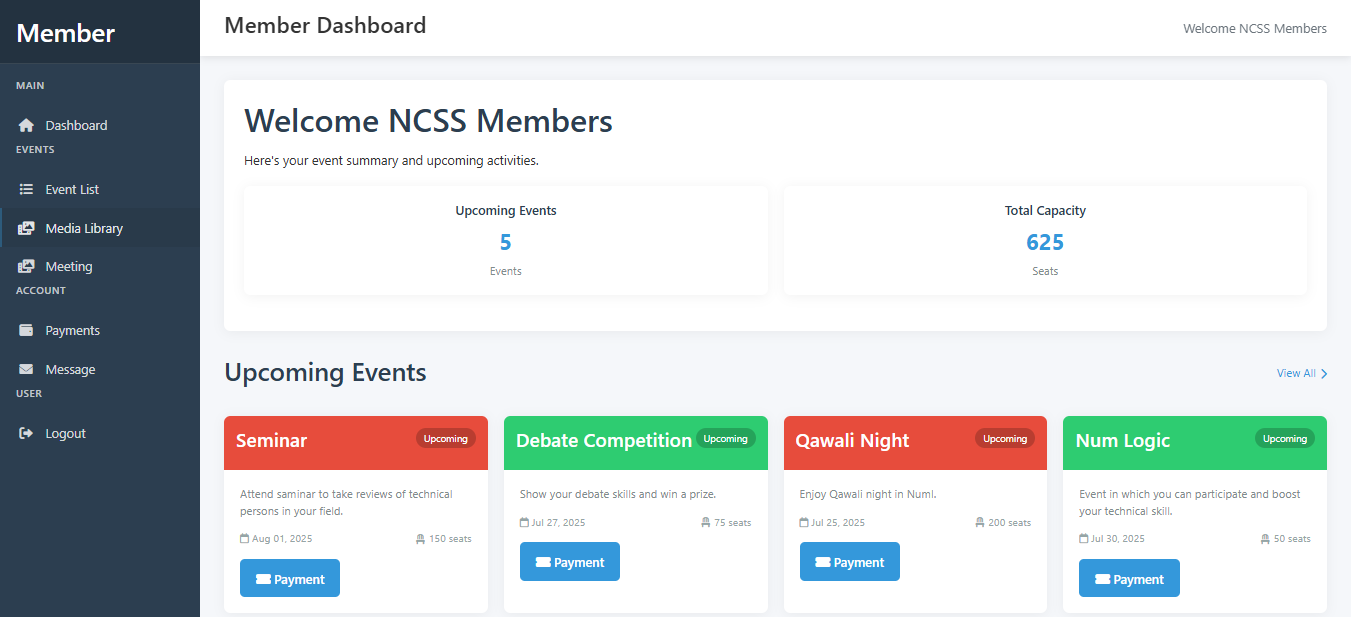 Member
MAIN
Dashboard
EVENTS
Event List
Media Library
Meeting
ACCOUNT
Payments
Message
USER
Logout
Member Dashboard
Welcome NCSS Members
Welcome NCSS Members
Here's your event summary and upcoming activities.
Upcoming Events
5
Events
Total Capacity
625
Seats
Upcoming Events
View All
Seminar
Upcoming
Attend saminar to take reviews of technical
persons in your field.
Aug 01, 2025
150 seats
Payment
Debate Competition
Upcoming
Show your debate skills and win a prize.
Jul 27, 2025
75 seats
Payment
Qawali Night
Upcoming
Enjoy Qawali night in Numl.
Jul 25, 2025
200 seats
Payment
Num Logic
Upcoming
Event in which you can participate and boost
your technical skill.
Jul 30, 2025
50 seats
Payment